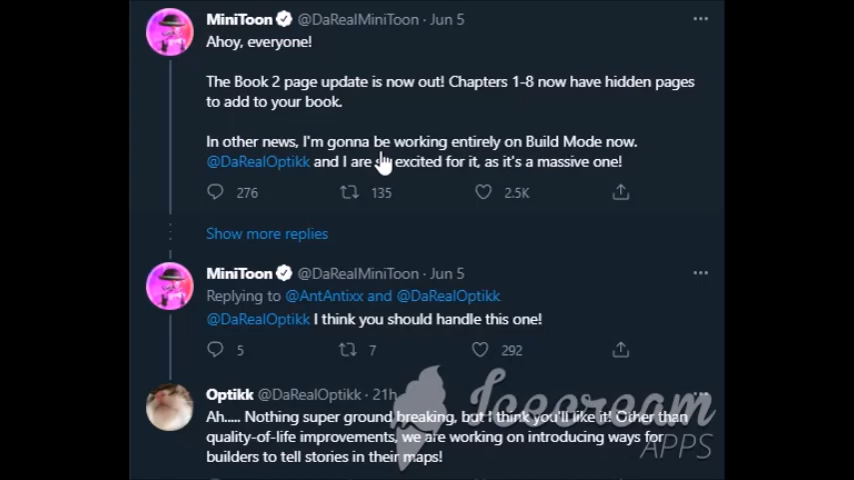 MiniToon @DaRealMiniToon · Jun 5
Ahoy, everyone!
The Book 2 page update is now out! Chapters 1-8 now have hidden pages
to add to your book.
In other news, I'm gonna be working entirely on Build Mode now.
@DaRealOptikk and I are excited for it, as it's a massive one!
276 135 2.5K
Show more replies
MiniToon @DaRealMiniToon · Jun 5
Replying to @AntAntixx and @DaRealOptikk
@DaRealOptikk I think you should handle this one!
5 7 292
Optikk @DaRealOptikk · 21h
Ah..... Nothing super ground breaking, but I think you'll like it! Other than
quality-of-life improvements, we are working on introducing ways for
builders to tell stories in their maps!
Icecream
APPS